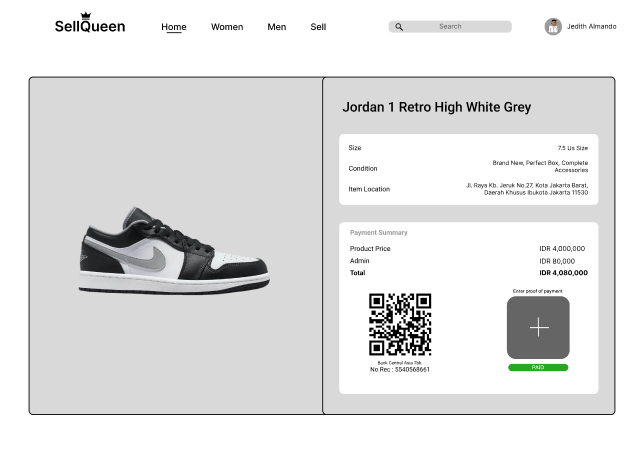 SellQueen
Home
Women
Men
Sell
Search
Jedith Almando
Jordan 1 Retro High White Grey
Size
7.5 Us Size
Condition
Brand New, Perfect Box, Complete
Accessories
Item Location
Jl. Raya Kb. Jeruk No.27, Kota Jakarta Barat,
Daerah Khusus Ibukota Jakarta 11530
Payment Summary
Product Price
IDR 4,000,000
Admin
IDR 80,000
Total
IDR 4,080,000
Enter proof of payment
Bank Central Asia Tbk.
No Rec : 5540568661
PAID